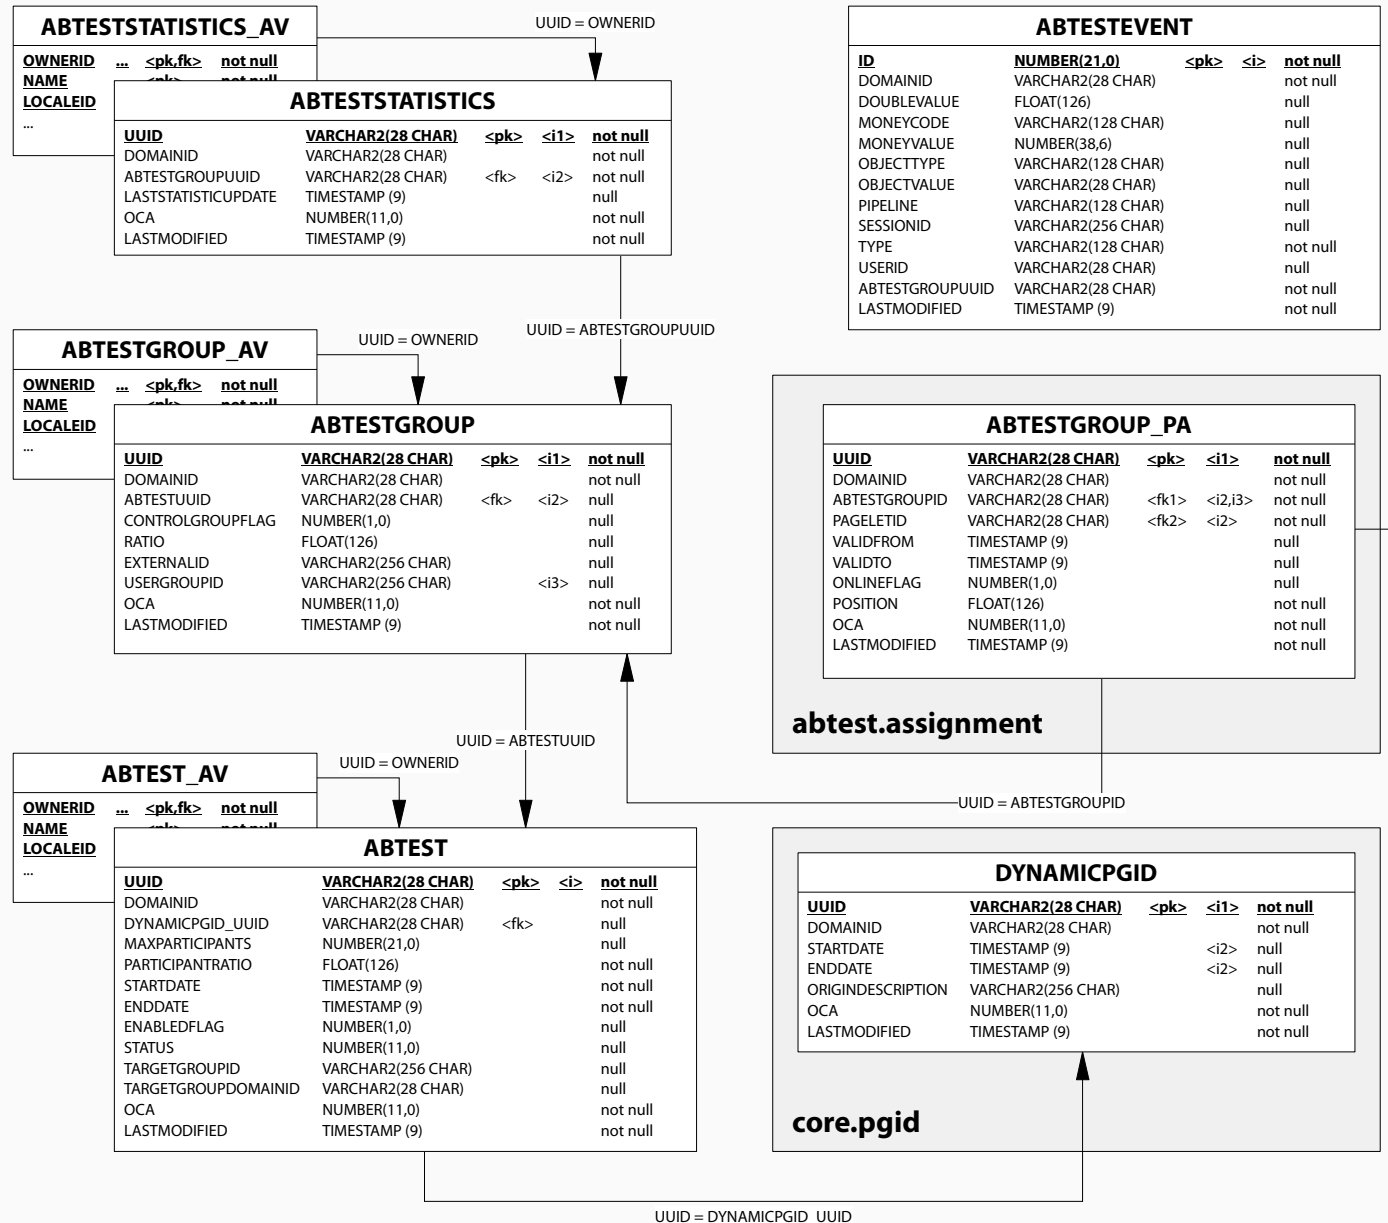 ABTESTSTATISTICS_AV
OWNERID ... <pk,fk> not null
NAME
LOCALEID
...
UUID = OWNERID
ABTESTSTATISTICS
UUID VARCHAR2(28 CHAR) <pk> <i1> not null
DOMAINID VARCHAR2(28 CHAR) not null
ABTESTGROUPUUID VARCHAR2(28 CHAR) <fk> <i2> not null
LASTSTATISTICUPDATE TIMESTAMP (9) null
OCA NUMBER(11,0) not null
LASTMODIFIED TIMESTAMP (9) not null
ABTESTEVENT
ID NUMBER(21,0) <pk> <i> not null
DOMAINID VARCHAR2(28 CHAR) not null
DOUBLEVALUE FLOAT(126) null
MONEYCODE VARCHAR2(128 CHAR) null
MONEYVALUE NUMBER(38,6) null
OBJECTTYPE VARCHAR2(128 CHAR) null
OBJECTVALUE VARCHAR2(28 CHAR) null
PIPELINE VARCHAR2(128 CHAR) null
SESSIONID VARCHAR2(256 CHAR) null
TYPE VARCHAR2(128 CHAR) not null
USERID VARCHAR2(28 CHAR) null
ABTESTGROUPUUID VARCHAR2(28 CHAR) not null
LASTMODIFIED TIMESTAMP (9) not null
UUID = ABTESTGROUPUUID
ABTESTGROUP_AV
OWNERID ... <pk,fk> not null
NAME
LOCALEID
...
UUID = OWNERID
ABTESTGROUP
UUID VARCHAR2(28 CHAR) <pk> <i1> not null
DOMAINID VARCHAR2(28 CHAR) not null
ABTESTUUID VARCHAR2(28 CHAR) <fk> <i2> null
CONTROLGROUPFLAG NUMBER(1,0) null
RATIO FLOAT(126) null
EXTERNALID VARCHAR2(256 CHAR) null
USERGROUPID VARCHAR2(256 CHAR) <i3> null
OCA NUMBER(11,0) not null
LASTMODIFIED TIMESTAMP (9) not null
ABTESTGROUP_PA
UUID VARCHAR2(28 CHAR) <pk> <i1> not null
DOMAINID VARCHAR2(28 CHAR) not null
ABTESTGROUPID VARCHAR2(28 CHAR) <fk1> <i2,i3> not null
PAGELETID VARCHAR2(28 CHAR) <fk2> <i2> not null
VALIDFROM TIMESTAMP (9) null
VALIDTO TIMESTAMP (9) null
ONLINEFLAG NUMBER(1,0) null
POSITION FLOAT(126) not null
OCA NUMBER(11,0) not null
LASTMODIFIED TIMESTAMP (9) not null
abtest.assignment
UUID = ABTESTUUID
UUID = ABTESTGROUPID
ABTEST_AV
OWNERID ... <pk,fk> not null
NAME
LOCALEID
...
UUID = OWNERID
ABTEST
UUID VARCHAR2(28 CHAR) <pk> <i> not null
DOMAINID VARCHAR2(28 CHAR) not null
DYNAMICPGID_UUID VARCHAR2(28 CHAR) <fk> null
MAXPARTICIPANTS NUMBER(21,0) null
PARTICIPANTRATIO FLOAT(126) not null
STARTDATE TIMESTAMP (9) not null
ENDDATE TIMESTAMP (9) not null
ENABLEDFLAG NUMBER(1,0) null
STATUS NUMBER(11,0) null
TARGETGROUPID VARCHAR2(256 CHAR) null
TARGETGROUPDOMAINID VARCHAR2(28 CHAR) null
OCA NUMBER(11,0) not null
LASTMODIFIED TIMESTAMP (9) not null
DYNAMICPGID
UUID VARCHAR2(28 CHAR) <pk> <i1> not null
DOMAINID VARCHAR2(28 CHAR) not null
STARTDATE TIMESTAMP (9) <i2> null
ENDDATE TIMESTAMP (9) <i2> null
ORIGINDESCRIPTION VARCHAR2(256 CHAR) null
OCA NUMBER(11,0) not null
LASTMODIFIED TIMESTAMP (9) not null
core.pgid
UUID = DYNAMICPGID_UUID